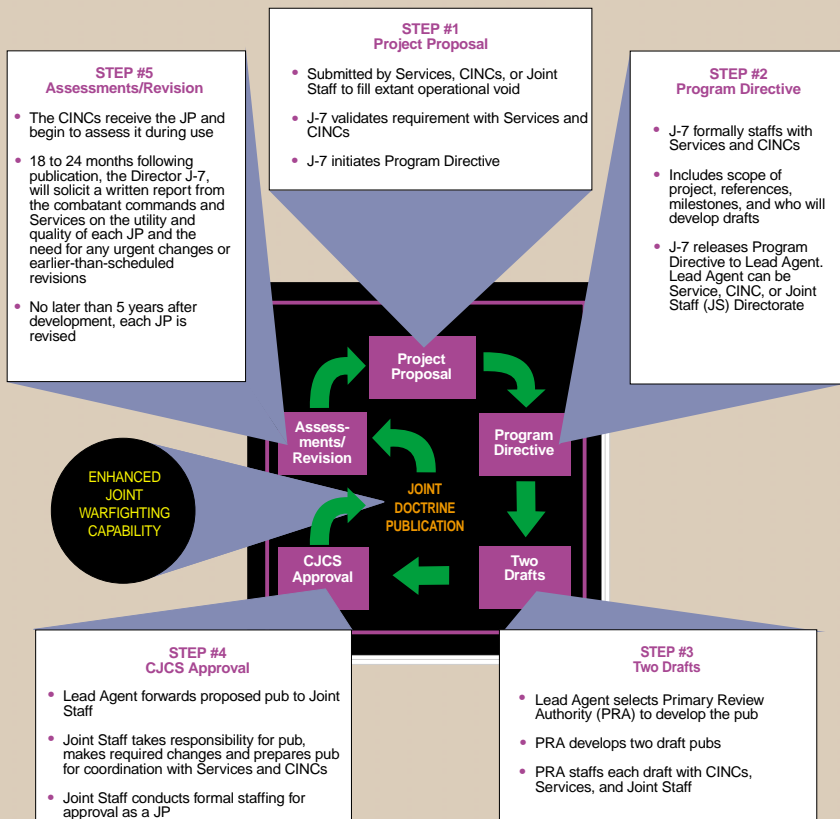 STEP #1
Project Proposal
• Submitted by Services, CINCs, or Joint
Staff to fill extant operational void
• J-7 validates requirement with Services and
CINCs
• J-7 initiates Program Directive
STEP #5
Assessments/Revision
• The CINCs receive the JP and
begin to assess it during use
• 18 to 24 months following
publication, the Director J-7,
will solicit a written report from
the combatant commands and
Services on the utility and
quality of each JP and the
need for any urgent changes or
earlier-than-scheduled
revisions
• No later than 5 years after
development, each JP is
revised
STEP #2
Program Directive
• J-7 formally staffs with
Services and CINCs
• Includes scope of
project, references,
milestones, and who will
develop drafts
• J-7 releases Program
Directive to Lead Agent.
Lead Agent can be
Service, CINC, or Joint
Staff (JS) Directorate
Project
Proposal
Assess-
ments/
Revision
Program
Directive
ENHANCED
JOINT
WARFIGHTING
CAPABILITY
JOINT
DOCTRINE
PUBLICATION
CJCS
Approval
Two
Drafts
STEP #4
CJCS Approval
• Lead Agent forwards proposed pub to Joint
Staff
• Joint Staff takes responsibility for pub,
makes required changes and prepares pub
for coordination with Services and CINCs
• Joint Staff conducts formal staffing for
approval as a JP
STEP #3
Two Drafts
• Lead Agent selects Primary Review
Authority (PRA) to develop the pub
• PRA develops two draft pubs
• PRA staffs each draft with CINCs,
Services, and Joint Staff